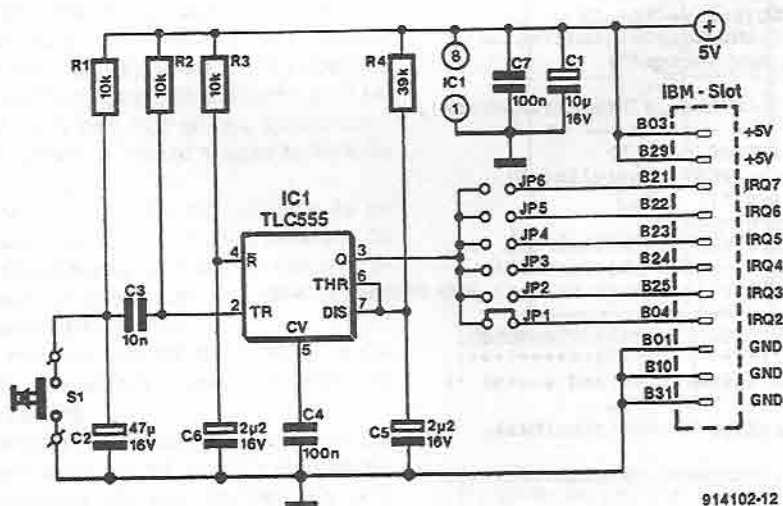 R1
10k
R2
10k
R3
10k
R4
39k
8
IC1
1
C7
100n
C1
10µ
16V
+
5V
IBM - Slot
B03
+5V
B29
+5V
B21
IRQ7
B22
IRQ6
B23
IRQ5
B24
IRQ4
B25
IRQ3
B04
IRQ2
B01
GND
B10
GND
B31
GND
JP6
JP5
JP4
JP3
JP2
JP1
IC1
TLC555
4
R
2
TR
CV
5
Q
3
THR
6
DIS
7
C3
10n
S1
C2
47µ
16V
C6
2µ2
16V
C4
100n
C5
2µ2
16V
914102-12